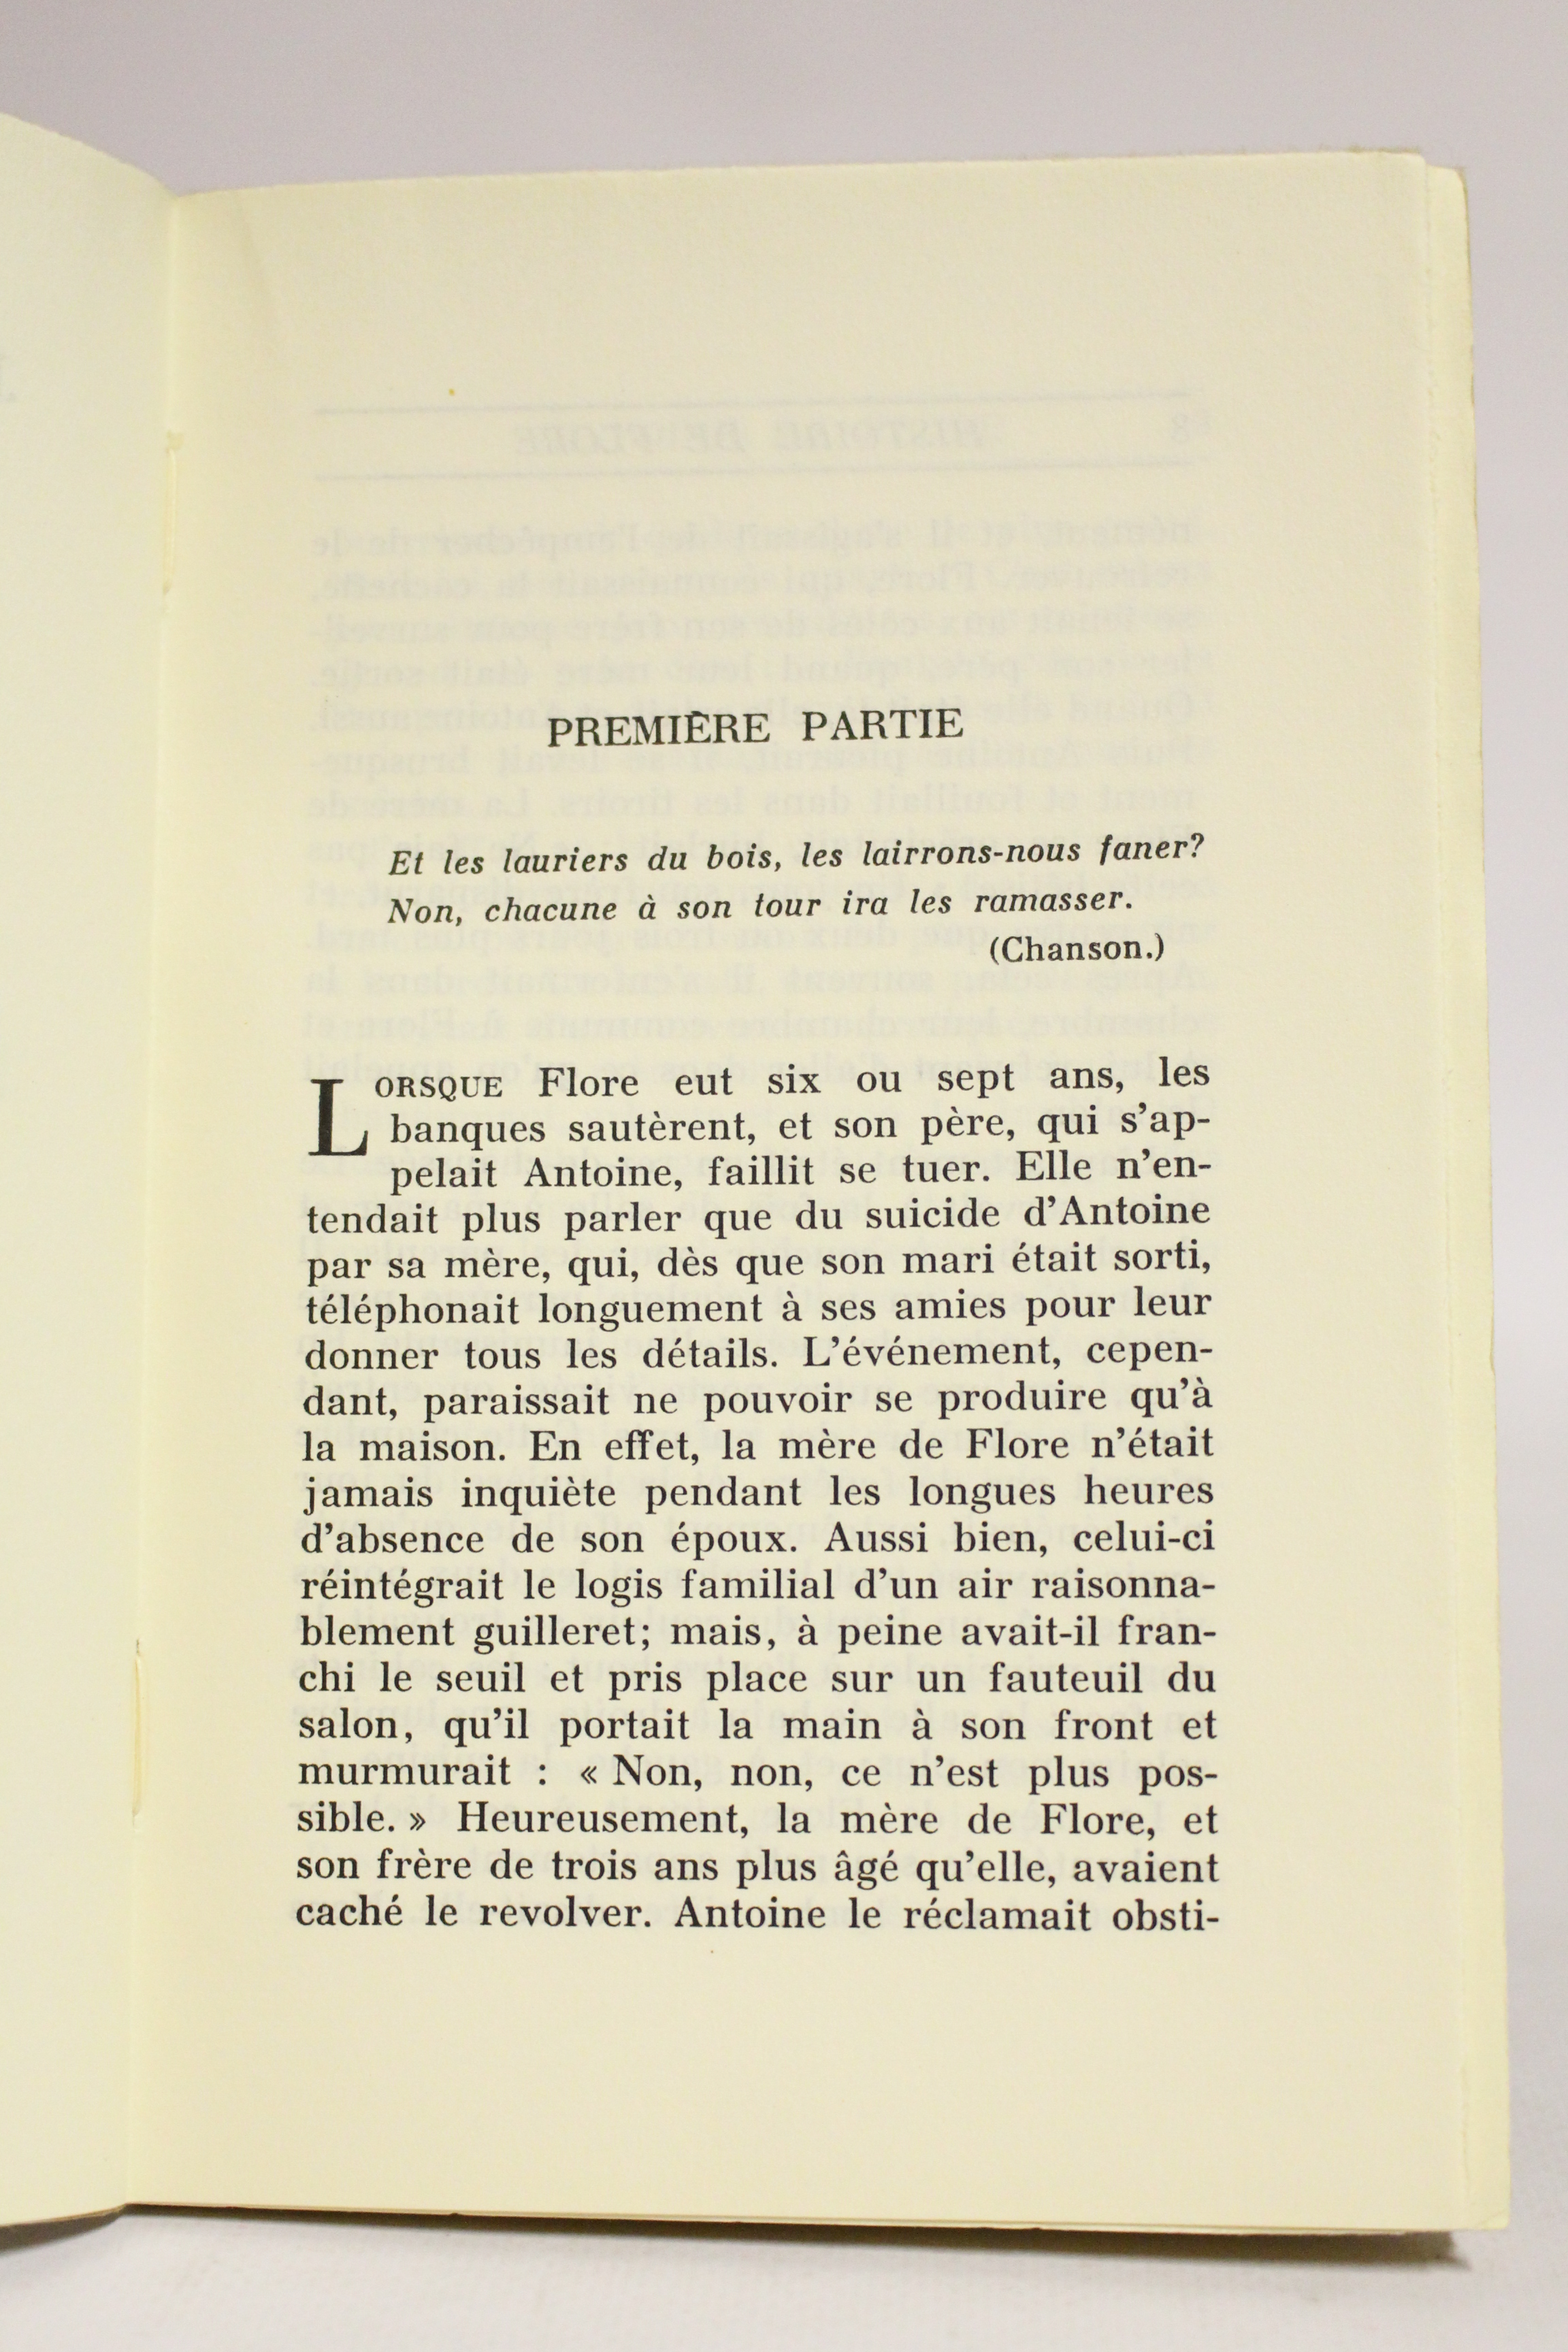 PREMIÈRE PARTIE
Et les lauriers du bois, les lairrons-nous faner?
Non, chacune à son tour ira les ramasser.
(Chanson.)
LORSQUE Flore eut six ou sept ans, les
banques sautèrent, et son père, qui s'ap-
pelait Antoine, faillit se tuer. Elle n'en-
tendait plus parler que du suicide d'Antoine
par sa mère, qui, dès que son mari était sorti,
téléphonait longuement à ses amies pour leur
donner tous les détails. L'événement, cepen-
dant, paraissait ne pouvoir se produire qu'à
la maison. En effet, la mère de Flore n'était
jamais inquiète pendant les longues heures
d'absence de son époux. Aussi bien, celui-ci
réintégrait le logis familial d'un air raisonna-
blement guilleret; mais, à peine avait-il fran-
chi le seuil et pris place sur un fauteuil du
salon, qu'il portait la main à son front et
murmurait : « Non, non, ce n'est plus pos-
sible. » Heureusement, la mère de Flore, et
son frère de trois ans plus âgé qu'elle, avaient
caché le revolver. Antoine le réclamait obsti-